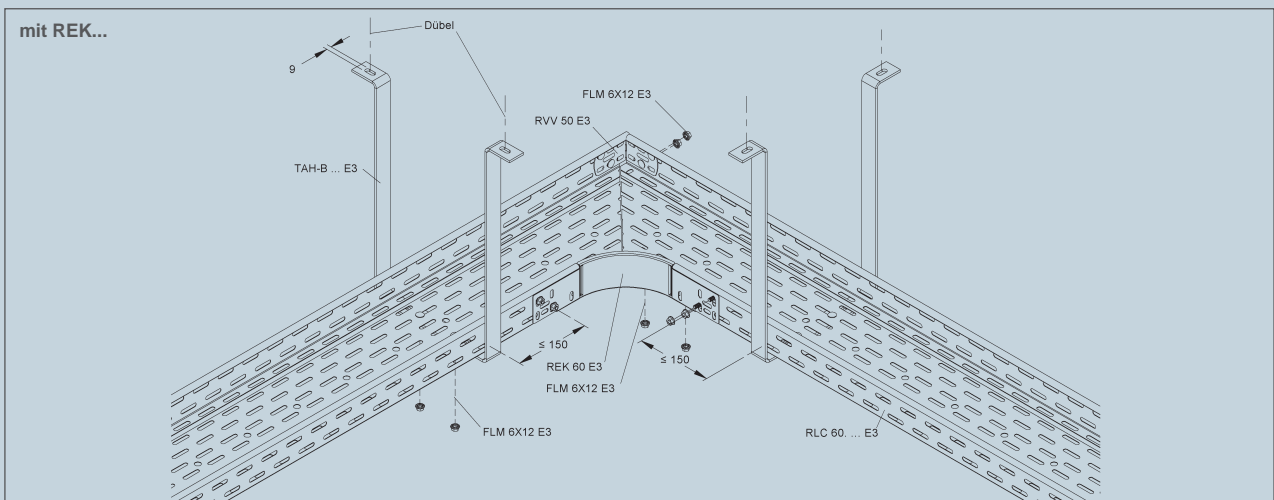 mit REK...
Dübel
9
FLM 6X12 E3
RVV 50 E3
TAH-B ... E3
≤ 150
≤ 150
REK 60 E3
FLM 6X12 E3
FLM 6X12 E3
RLC 60. ... E3